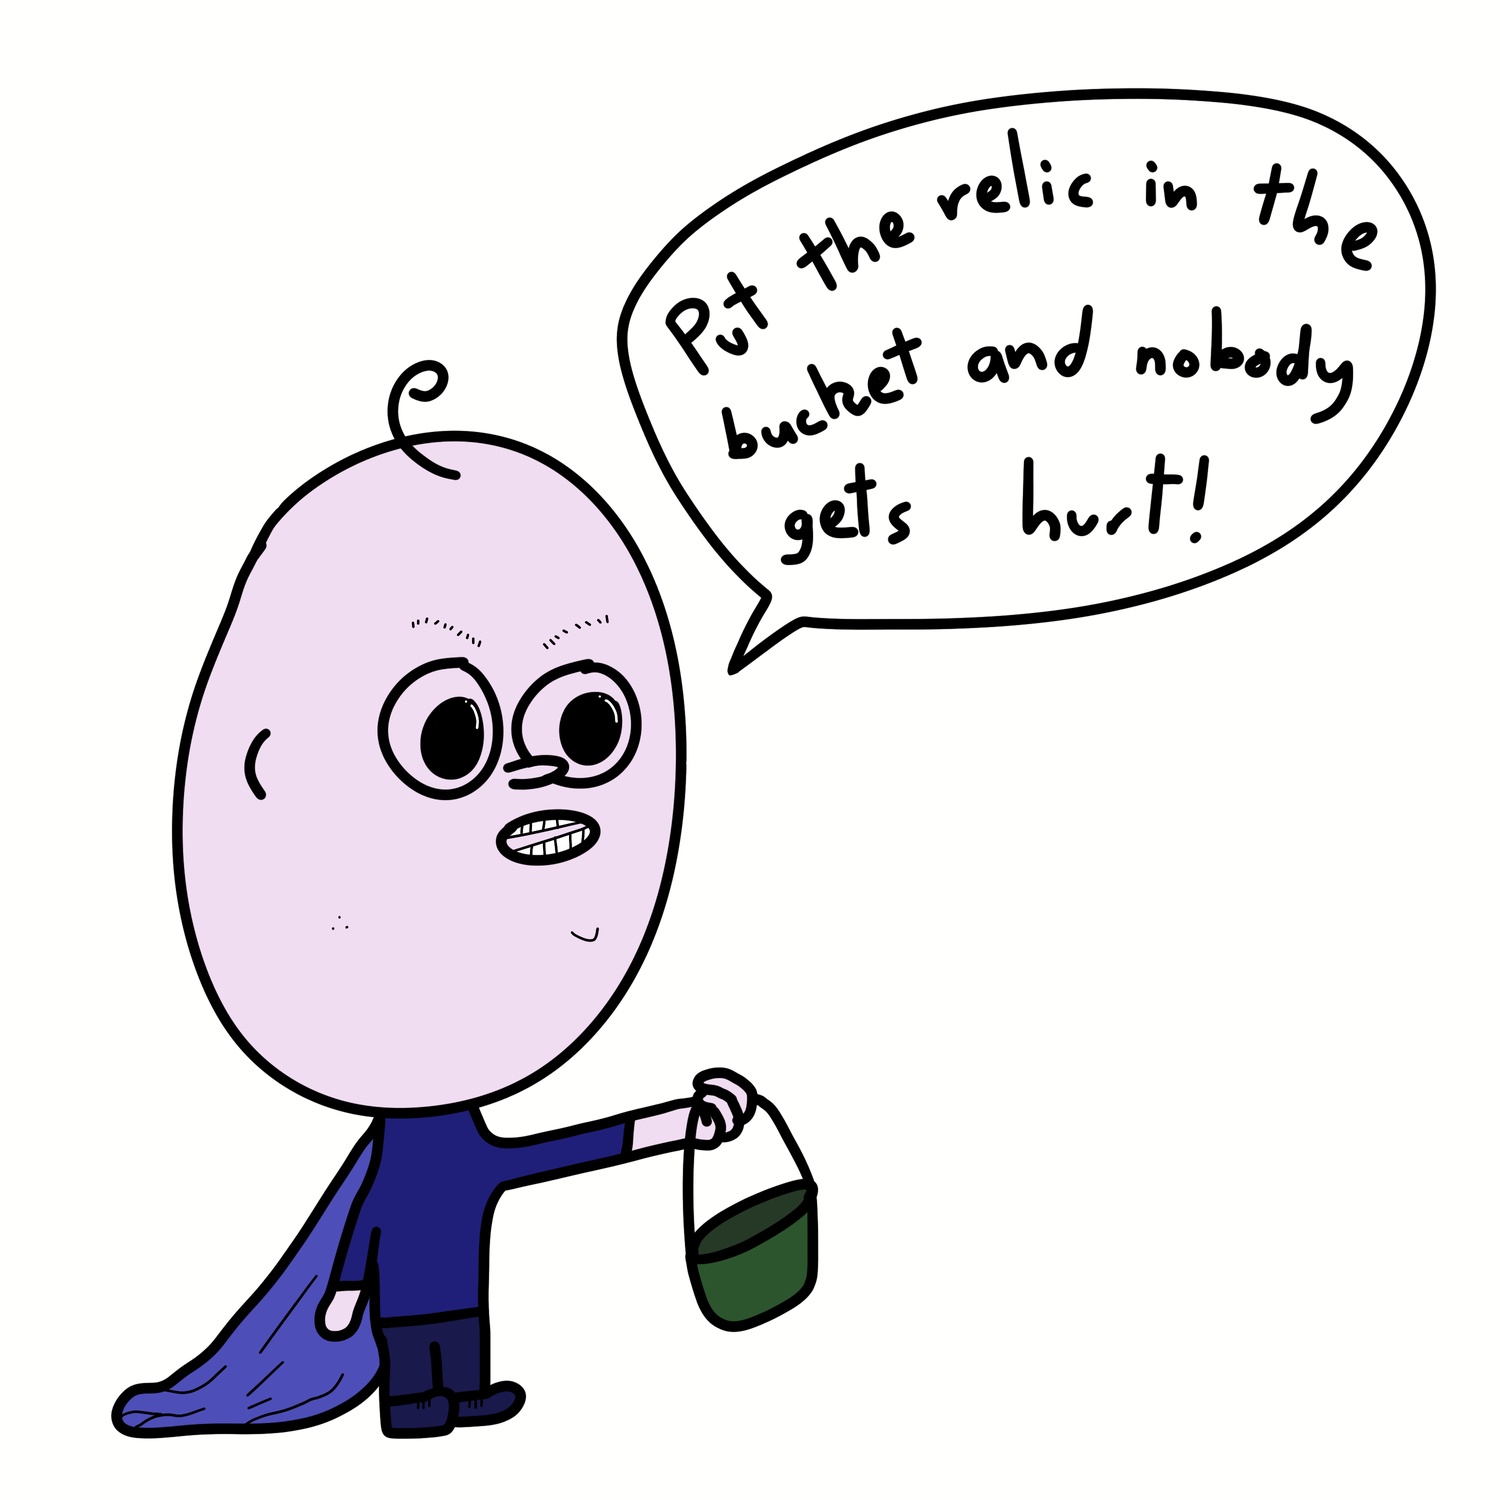 Put the relic in the
bucket and nobody
gets hurt!